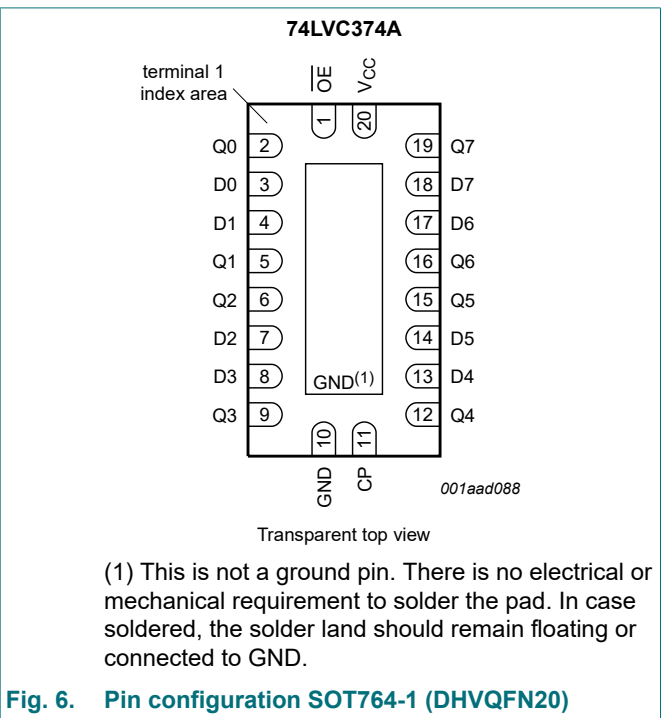 74LVC374A
terminal 1
index area
OE
VCC
1
20
Q0 2
19 Q7
D0 3
18 D7
D1 4
17 D6
Q1 5
16 Q6
Q2 6
15 Q5
D2 7
14 D5
D3 8
13 D4
GND(1)
Q3 9
12 Q4
10
11
GND
CP
001aad088
Transparent top view
(1) This is not a ground pin. There is no electrical or
mechanical requirement to solder the pad. In case
soldered, the solder land should remain floating or
connected to GND.
Fig. 6. Pin configuration SOT764-1 (DHVQFN20)